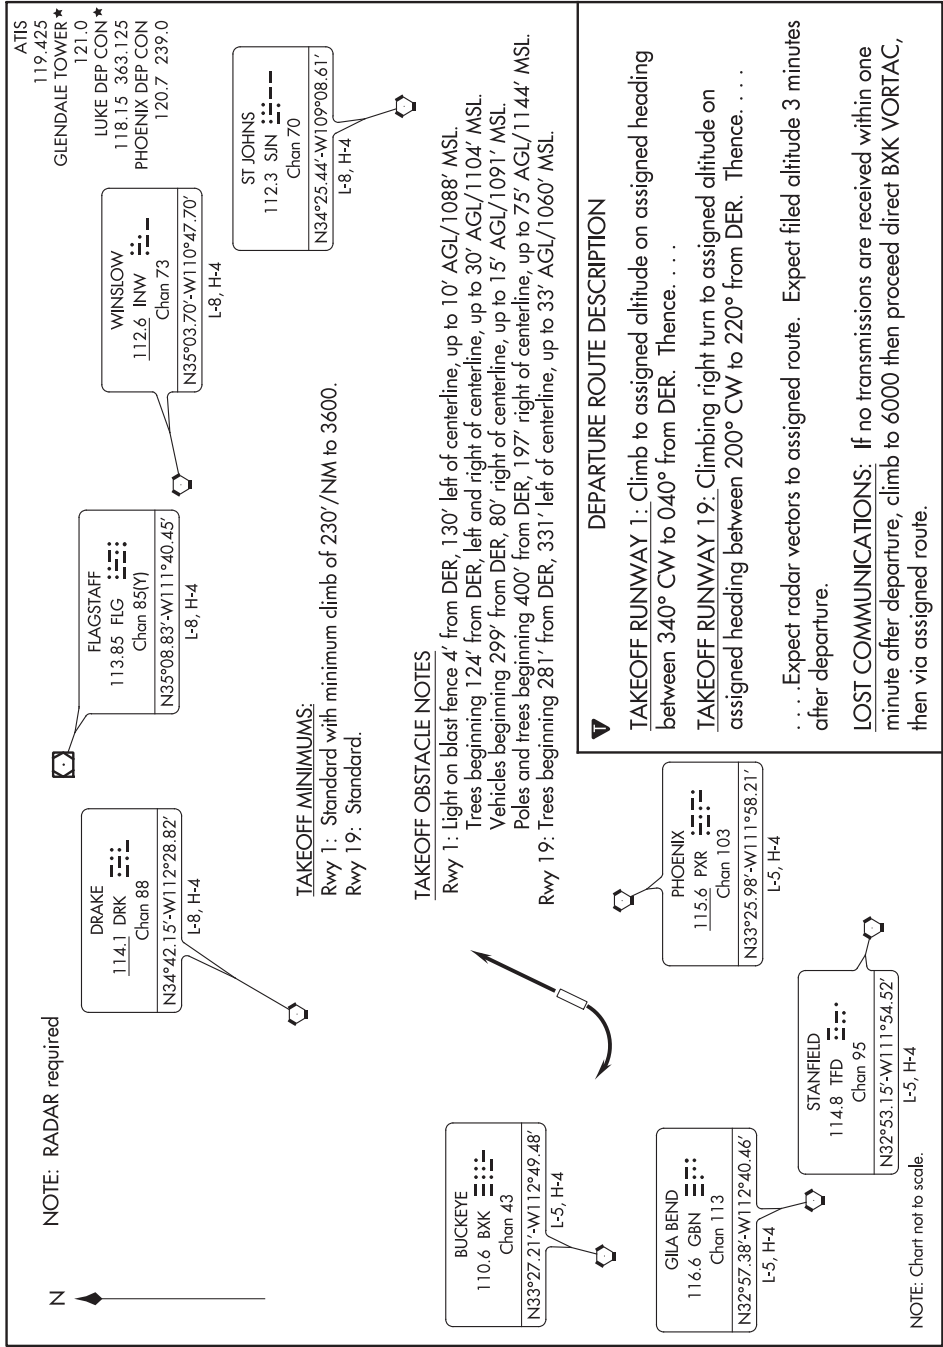 NOTE: RADAR required
N
ATIS
119.425
GLENDALE TOWER★
121.0
LUKE DEP CON★
118.15 363.125
PHOENIX DEP CON
120.7 239.0
DRAKE
114.1 DRK
Chan 88
N34°42.15'-W112°28.82'
L-8, H-4
FLAGSTAFF
113.85 FLG
Chan 85(Y)
N35°08.83'-W111°40.45'
L-8, H-4
WINSLOW
112.6 INW
Chan 73
N35°03.70'-W110°47.70'
L-8, H-4
ST JOHNS
112.3 SJN
Chan 70
N34°25.44'-W109°08.61'
L-8, H-4
TAKEOFF MINIMUMS:
Rwy 1: Standard with minimum climb of 230'/NM to 3600.
Rwy 19: Standard.
TAKEOFF OBSTACLE NOTES
Rwy 1: Light on blast fence 4' from DER, 130' left of centerline, up to 10' AGL/1088' MSL.
Trees beginning 124' from DER, left and right of centerline, up to 30' AGL/1104' MSL.
Vehicles beginning 299' from DER, 80' right of centerline, up to 15' AGL/1091' MSL.
Poles and trees beginning 400' from DER, 197' right of centerline, up to 75' AGL/1144' MSL.
Rwy 19: Trees beginning 281' from DER, 331' left of centerline, up to 33' AGL/1060' MSL.
BUCKEYE
110.6 BXK
Chan 43
N33°27.21'-W112°49.48'
L-5, H-4
GILA BEND
116.6 GBN
Chan 113
N32°57.38'-W112°40.46'
L-5, H-4
PHOENIX
115.6 PXR
Chan 103
N33°25.98'-W111°58.21'
L-5, H-4
STANFIELD
114.8 TFD
Chan 95
N32°53.15'-W111°54.52'
L-5, H-4
NOTE: Chart not to scale.
T
DEPARTURE ROUTE DESCRIPTION
TAKEOFF RUNWAY 1: Climb to assigned altitude on assigned heading
between 340° CW to 040° from DER. Thence. . . .
TAKEOFF RUNWAY 19: Climbing right turn to assigned altitude on
assigned heading between 200° CW to 220° from DER. Thence. . . .
. . . .Expect radar vectors to assigned route. Expect filed altitude 3 minutes
after departure.
LOST COMMUNICATIONS: If no transmissions are received within one
minute after departure, climb to 6000 then proceed direct BXK VORTAC,
then via assigned route.